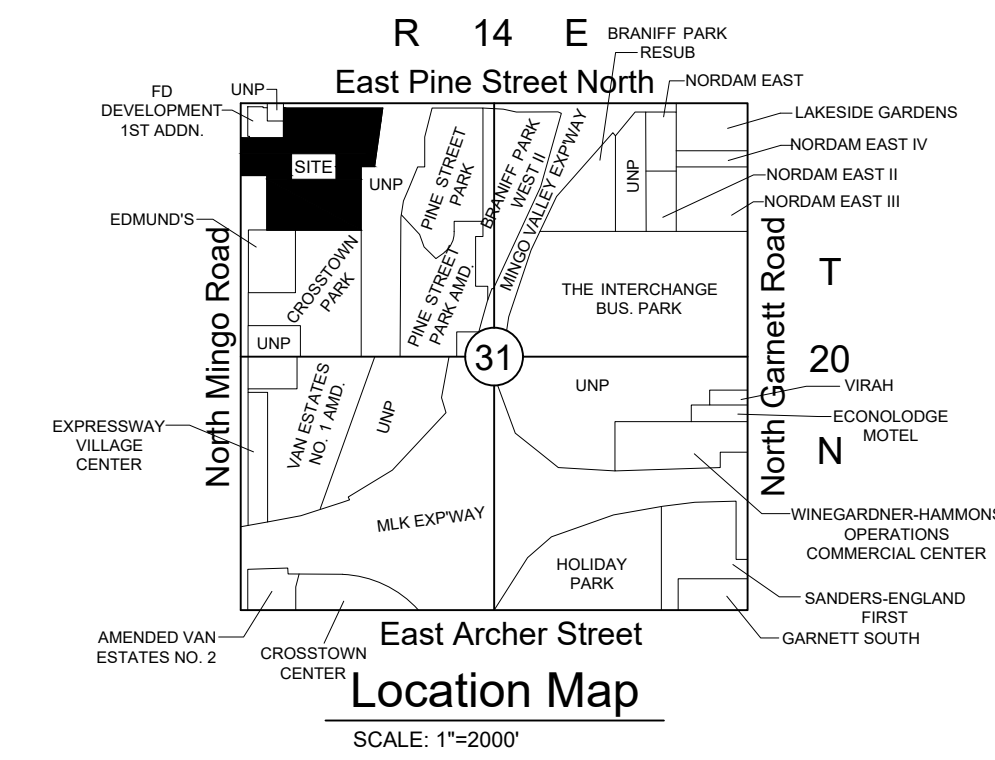 R 14 E
BRANIFF PARK
RESUB
East Pine Street North
NORDAM EAST
FD
DEVELOPMENT
1ST ADDN.
UNP
LAKESIDE GARDENS
NORDAM EAST IV
NORDAM EAST II
NORDAM EAST III
SITE
UNP
PINE STREET
PARK
BRANIFF PARK
WEST II
MINGO VALLEY EXP'WAY
UNP
EDMUND'S
CROSSTOWN
PARK
PINE STREET
PARK AMD.
THE INTERCHANGE
BUS. PARK
North Mingo Road
North Garnett Road
T
20
N
UNP
31
UNP
VIRAH
ECONOLODGE
MOTEL
VAN ESTATES
NO. 1 AMD.
UNP
EXPRESSWAY
VILLAGE
CENTER
MLK EXP'WAY
WINEGARDNER-HAMMONS
OPERATIONS
COMMERCIAL CENTER
HOLIDAY
PARK
SANDERS-ENGLAND
FIRST
GARNETT SOUTH
AMENDED VAN
ESTATES NO. 2
CROSSTOWN
CENTER
East Archer Street
Location Map
SCALE: 1"=2000'